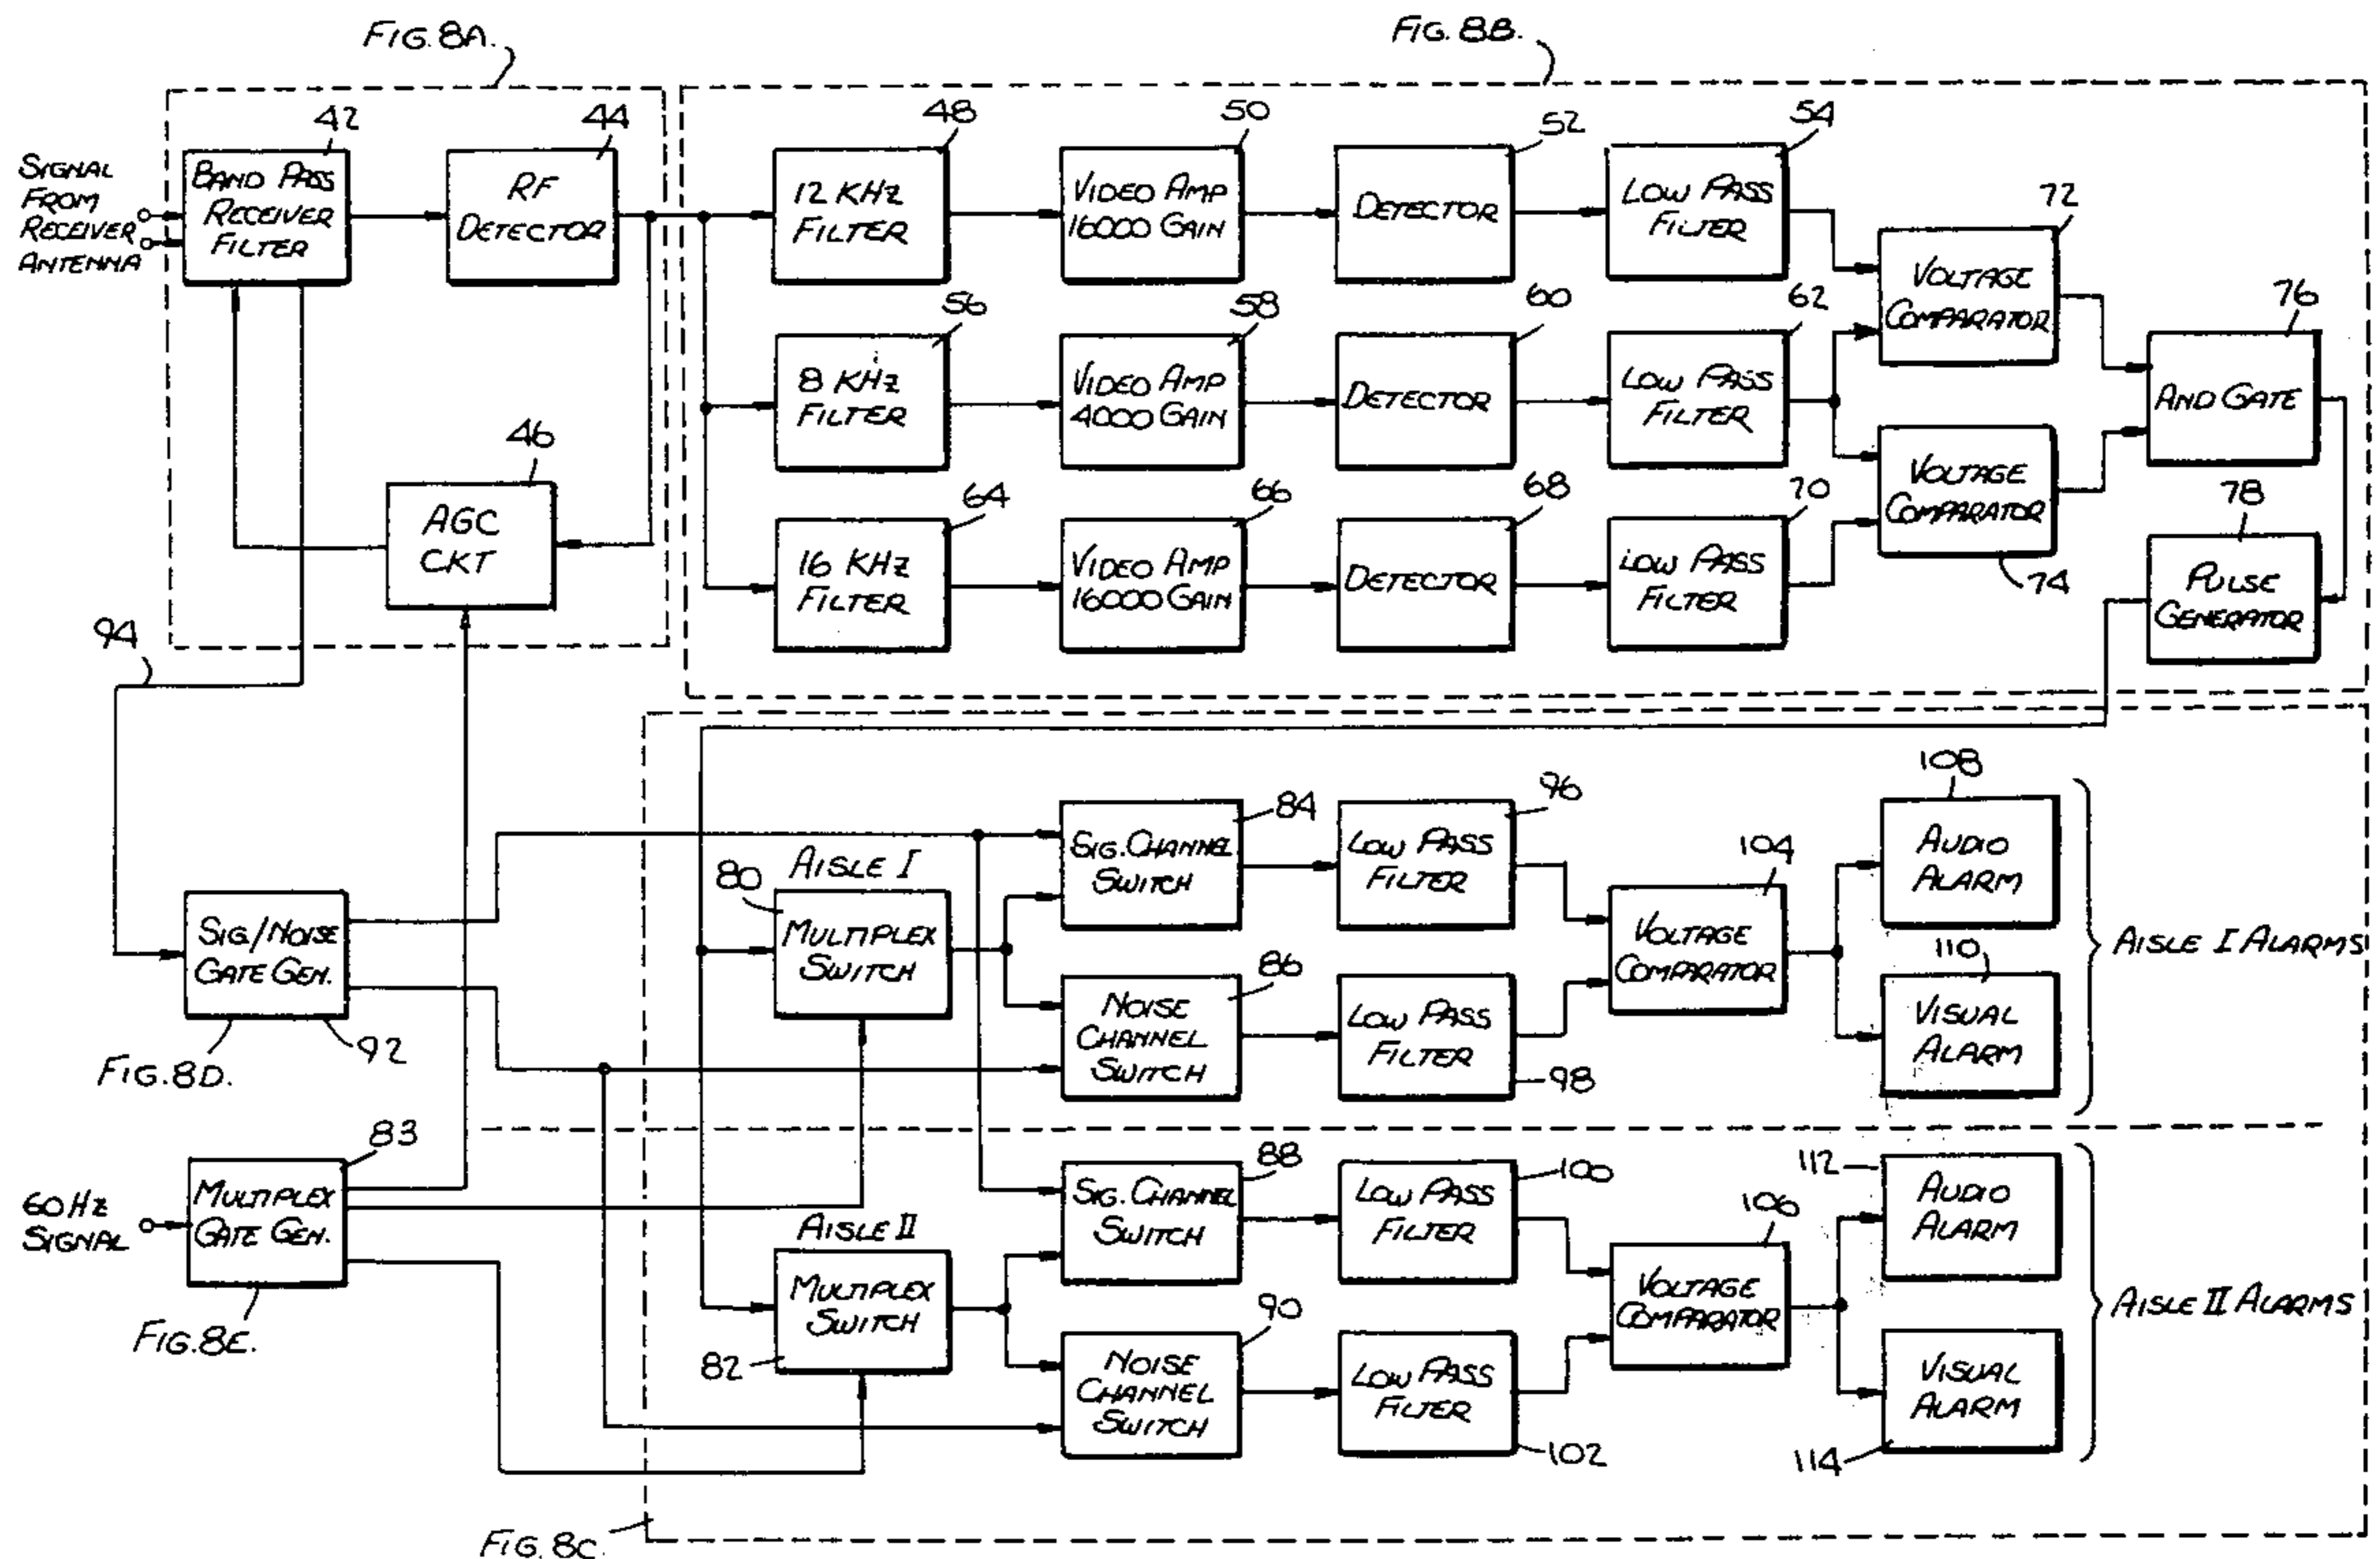 FIG. 8A.
FIG. 8B.
42
44
48
50
52
54
SIGNAL
FROM
RECEIVER
ANTENNA
BAND PASS
RECEIVER
FILTER
RF
DETECTOR
12 KHz
FILTER
VIDEO AMP
16000 GAIN
DETECTOR
LOW PASS
FILTER
72
VOLTAGE
COMPARATOR
56
58
60
62
76
8 KHz
FILTER
VIDEO AMP
4000 GAIN
DETECTOR
LOW PASS
FILTER
AND GATE
46
AGC
CKT
64
66
68
70
VOLTAGE
COMPARATOR
74
78
16 KHz
FILTER
VIDEO AMP
16000 GAIN
DETECTOR
LOW PASS
FILTER
PULSE
GENERATOR
94
108
84
96
SIG. CHANNEL
SWITCH
LOW PASS
FILTER
104
AUDIO
ALARM
AISLE I
80
MULTIPLEX
SWITCH
SIG/NOISE
GATE GEN.
92
FIG. 8D.
VOLTAGE
COMPARATOR
110
AISLE I ALARMS
86
NOISE
CHANNEL
SWITCH
LOW PASS
FILTER
98
VISUAL
ALARM
83
60 Hz
SIGNAL
MULTIPLEX
GATE GEN.
FIG. 8E.
88
SIG. CHANNEL
SWITCH
100
LOW PASS
FILTER
112
AUDIO
ALARM
AISLE II
MULTIPLEX
SWITCH
82
106
VOLTAGE
COMPARATOR
AISLE II ALARMS
90
NOISE
CHANNEL
SWITCH
LOW PASS
FILTER
102
VISUAL
ALARM
114
FIG. 8C.